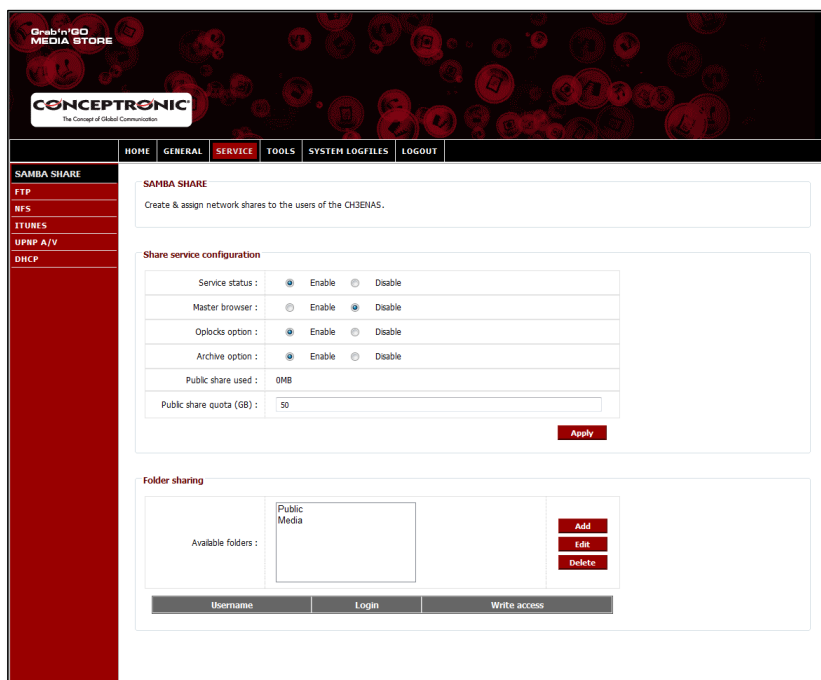 Grab'n'GO
MEDIA STORE
CONCEPTRONIC
The Concept of Global Communication
HOME GENERAL SERVICE TOOLS SYSTEM LOGFILES LOGOUT
SAMBA SHARE
FTP
NFS
ITUNES
UPNP A/V
DHCP
SAMBA SHARE
Create & assign network shares to the users of the CH3ENAS.
Share service configuration
Service status : Enable Disable
Master browser : Enable Disable
Oplocks option : Enable Disable
Archive option : Enable Disable
Public share used : 0MB
Public share quota (GB) : 50
Apply
Folder sharing
Available folders :
Public
Media
Add
Edit
Delete
Username Login Write access